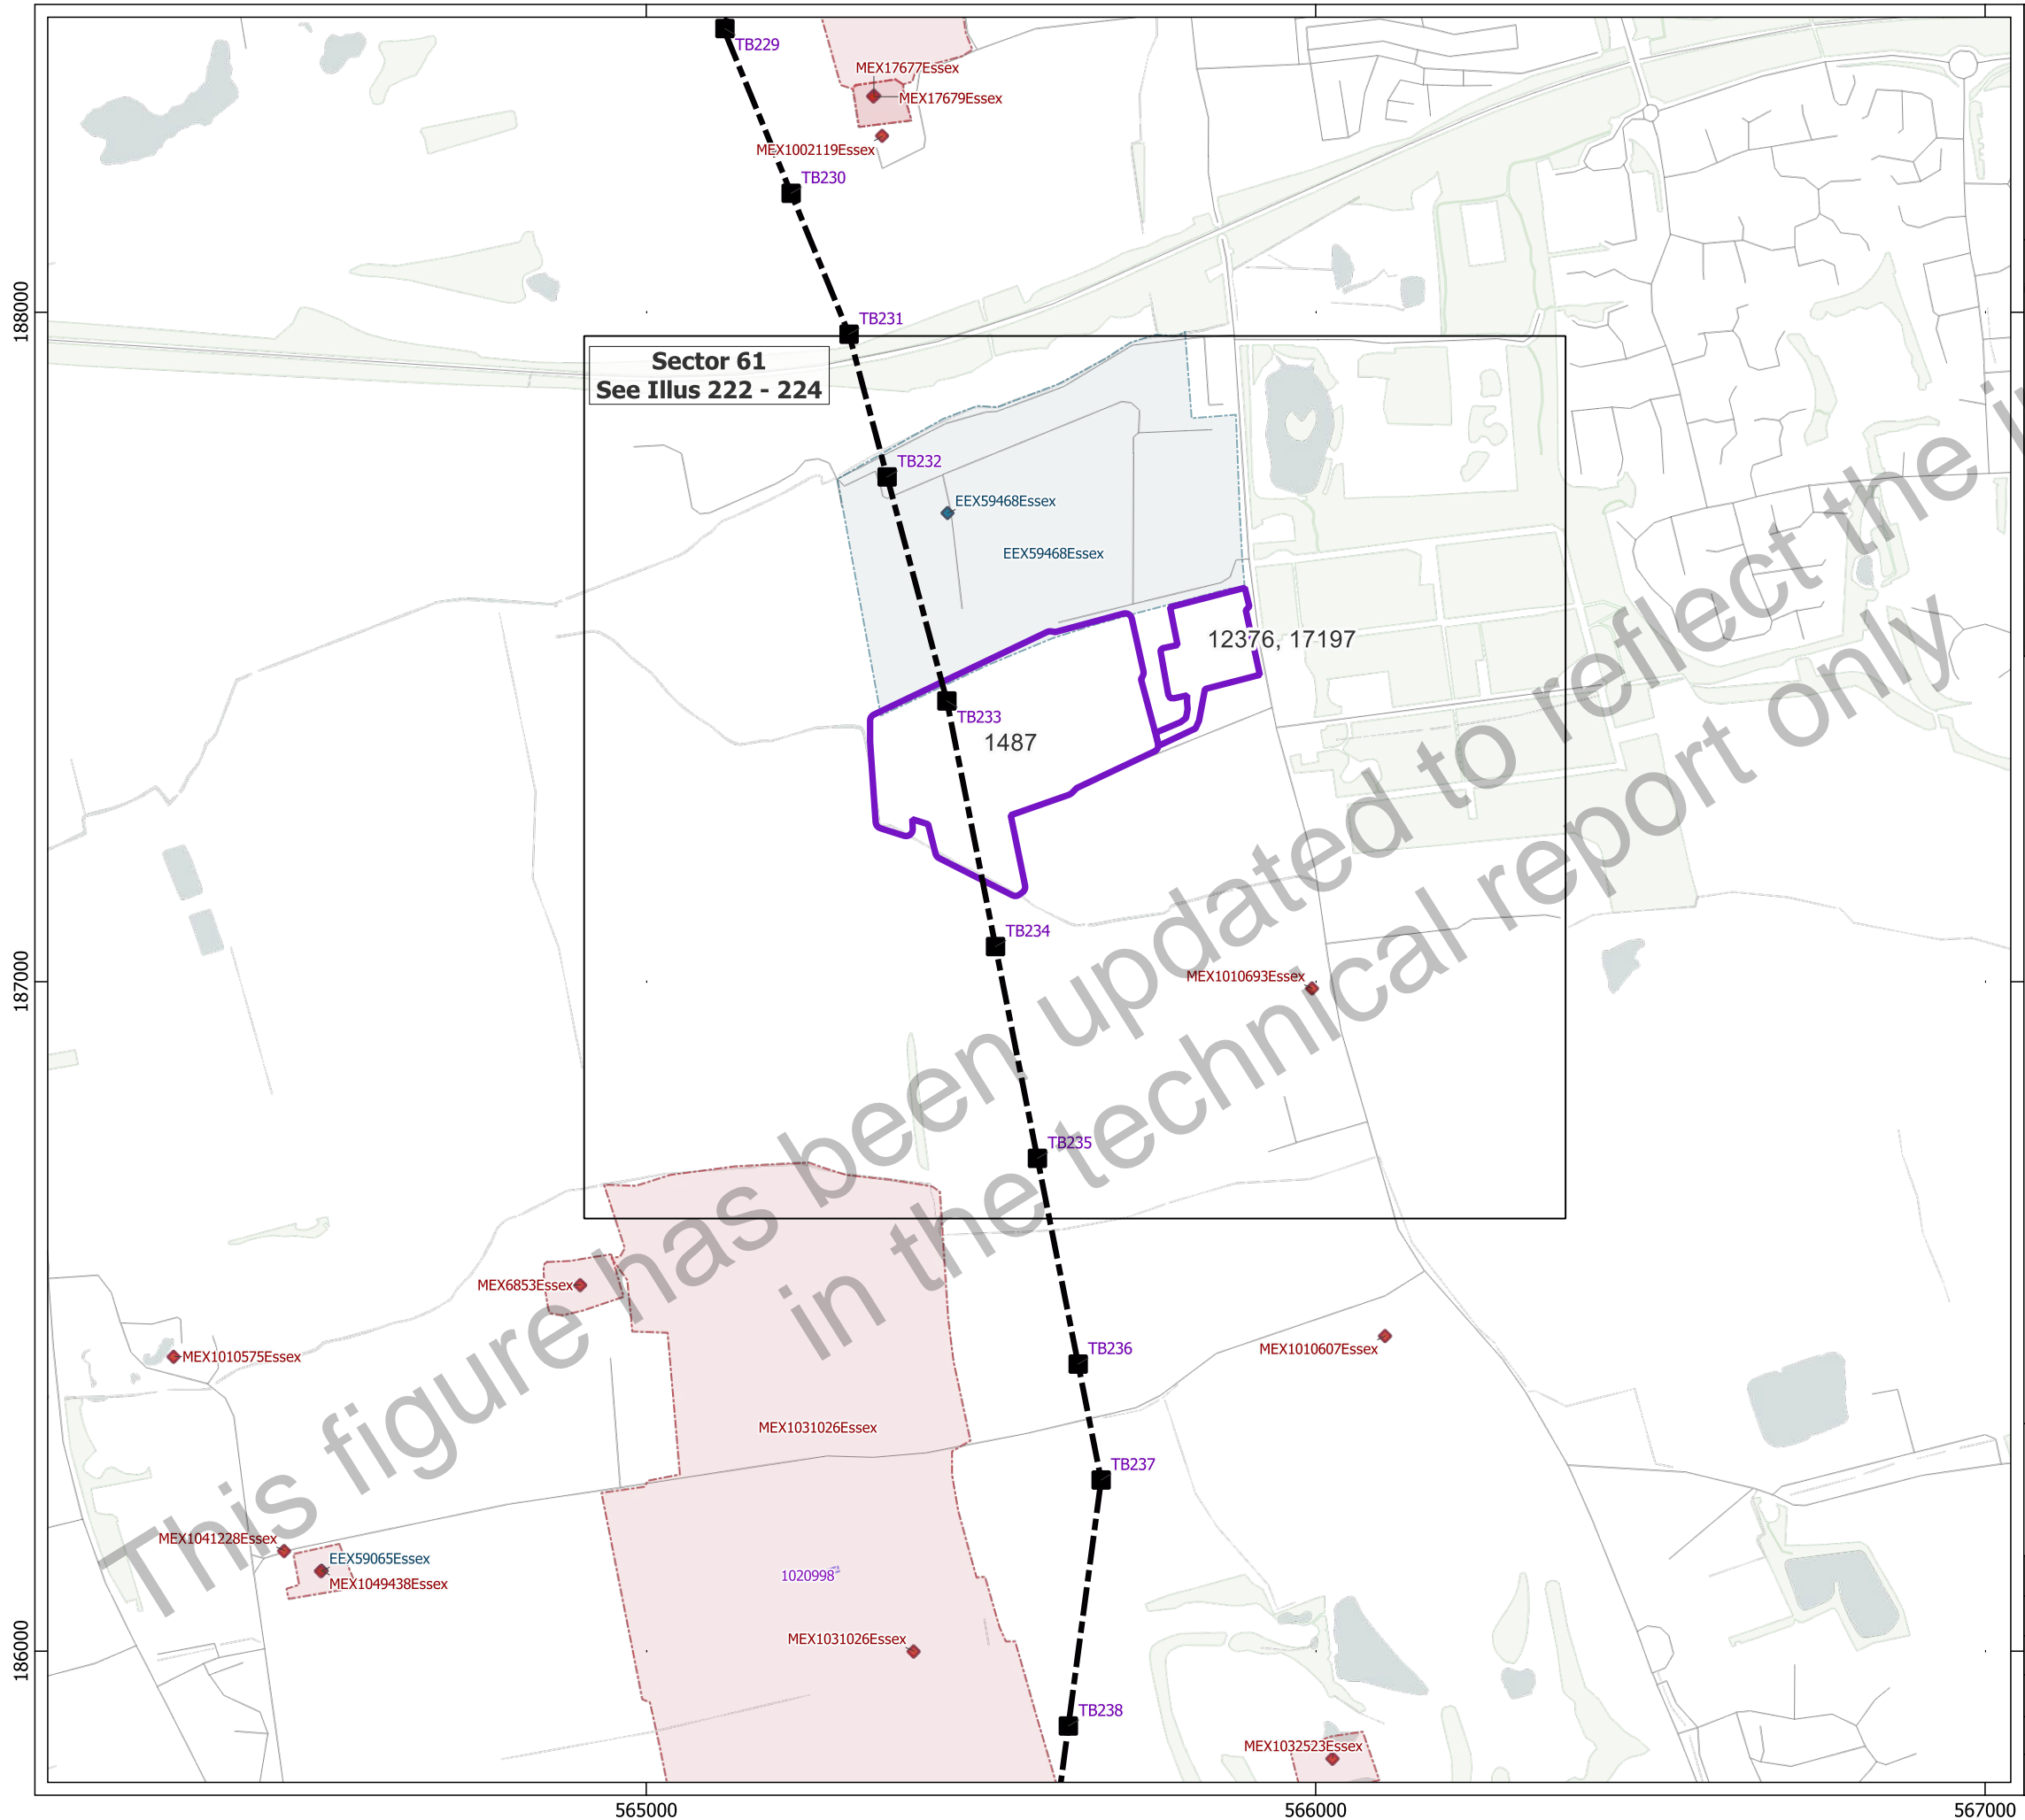 TB229
MEX17677Essex
MEX17679Essex
MEX1002119Essex
TB230
188000
TB231
Sector 61
See Illus 222 - 224
TB232
EEX59468Essex
EEX59468Essex
12376, 17197
TB233
1487
TB234
187000
MEX1010693Essex
TB235
MEX6853Essex
MEX1010575Essex
TB236
MEX1010607Essex
MEX1031026Essex
TB237
MEX1041228Essex
EEX59065Essex
MEX1049438Essex
1020998
MEX1031026Essex
186000
TB238
MEX1032523Essex
565000
566000
567000
This figure has been updated to reflect the
in the technical report only